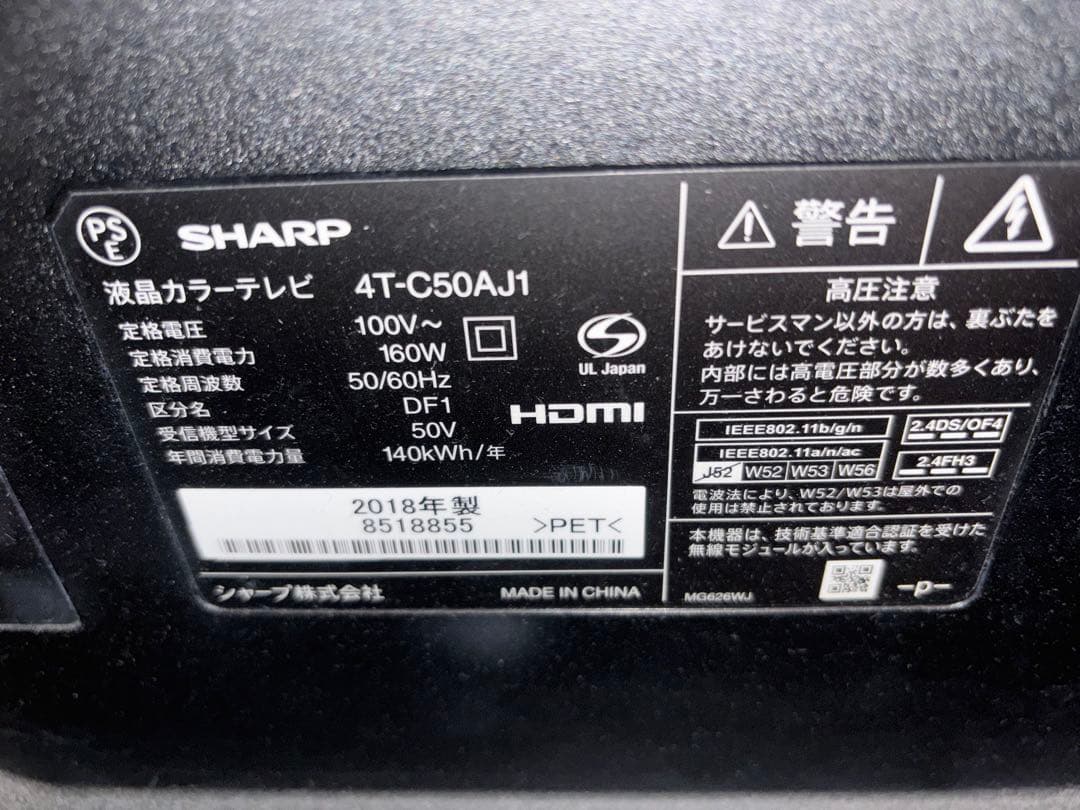 PSE
SHARP
液晶カラーテレビ 4T-C50AJ1
定格電圧 100V～
定格消費電力 160W
定格周波数 50/60Hz
区分名 DF1
受信機型サイズ 50V
年間消費電力量 140kWh/年
S
UL Japan
HDMI
2018年製
8518855 >PET<
シャープ株式会社 MADE IN CHINA
警告
高圧注意
サービスマン以外の方は、裏ぶたを
あけないでください。
内部には高電圧部分が数多くあり、
万一さわると危険です。
IEEE802.11b/g/n
IEEE802.11a/n/ac
J52 W52 W53 W56
2.4DS/OF4
2.4FH3
電波法により、W52/W53は屋外での
使用は禁止されております。
本機器は、技術基準適合認証を受けた
無線モジュールが入っています。
MG626WJ -p-